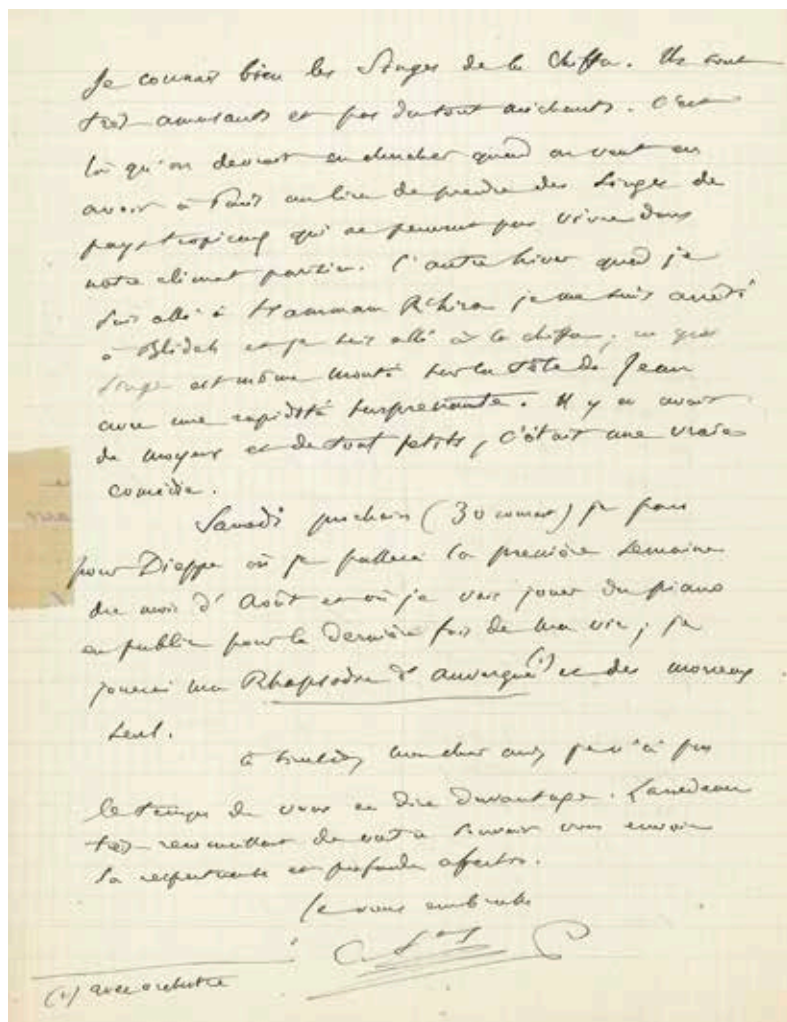 Je connais bien les Singes de la Chiffa. Ils sont
très amusants et pas du tout méchants. C'est
là qu'on devrait en chercher quand on veut en
avoir à Paris au lieu de prendre des Singes de
pays tropicaux qui ne peuvent pas vivre dans
notre climat parisien. L'autre hiver quand je
suis allé à Hammam R'hira je me suis arrêté
à Blidah et je suis allé à la Chiffa; un gros
Singe est même monté sur la tête de Jean
avec une rapidité surprenante. Il y en avait
de moyens et de tout petits, c'était une vraie
comédie.
Samedi prochain (30 courant) je pars
pour Dieppe où je passerai la première semaine
du mois d'Août et où je vais jouer du piano
en public pour la dernière fois de ma vie; je
jouerai ma Rhapsodie d'Auvergne (1) et des morceaux
seul.
à bientôt mon cher ami, je n'ai pas
le temps de vous en dire davantage.
très reconnaissant de votre souvenir vous envoie
sa respectueuse et profonde affection.
Je vous embrasse
C. S
(1) avec orchestre